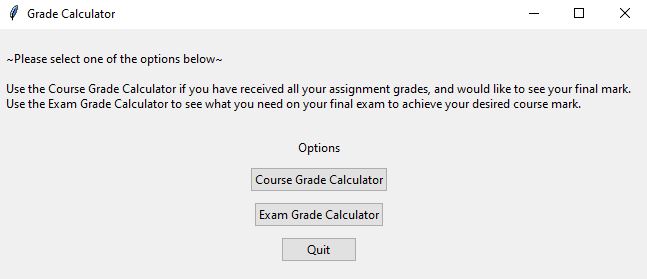 Grade Calculator
~Please select one of the options below~
Use the Course Grade Calculator if you have received all your assignment grades, and would like to see your final mark.
Use the Exam Grade Calculator to see what you need on your final exam to achieve your desired course mark.
Options
Course Grade Calculator
Exam Grade Calculator
Quit